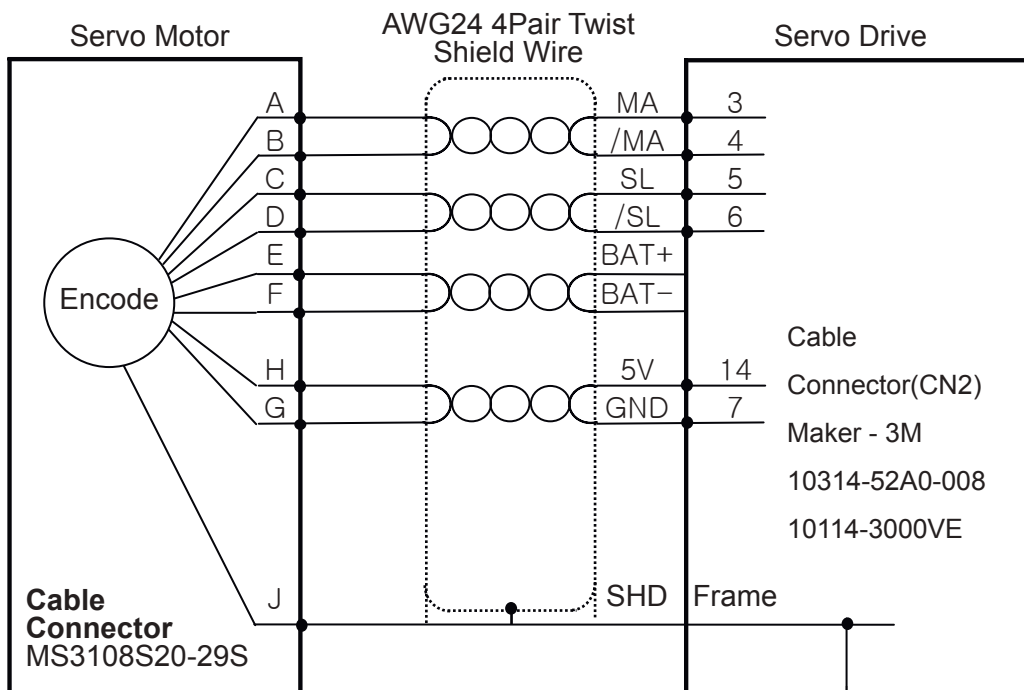 Servo Motor
AWG24 4Pair Twist
Shield Wire
Servo Drive
A
MA
3
B
/MA
4
C
SL
5
D
/SL
6
E
BAT+
F
BAT-
Encode
H
5V
14
G
GND
7
Cable
Connector(CN2)
Maker - 3M
10314-52A0-008
10114-3000VE
J
SHD
Frame
Cable
Connector
MS3108S20-29S